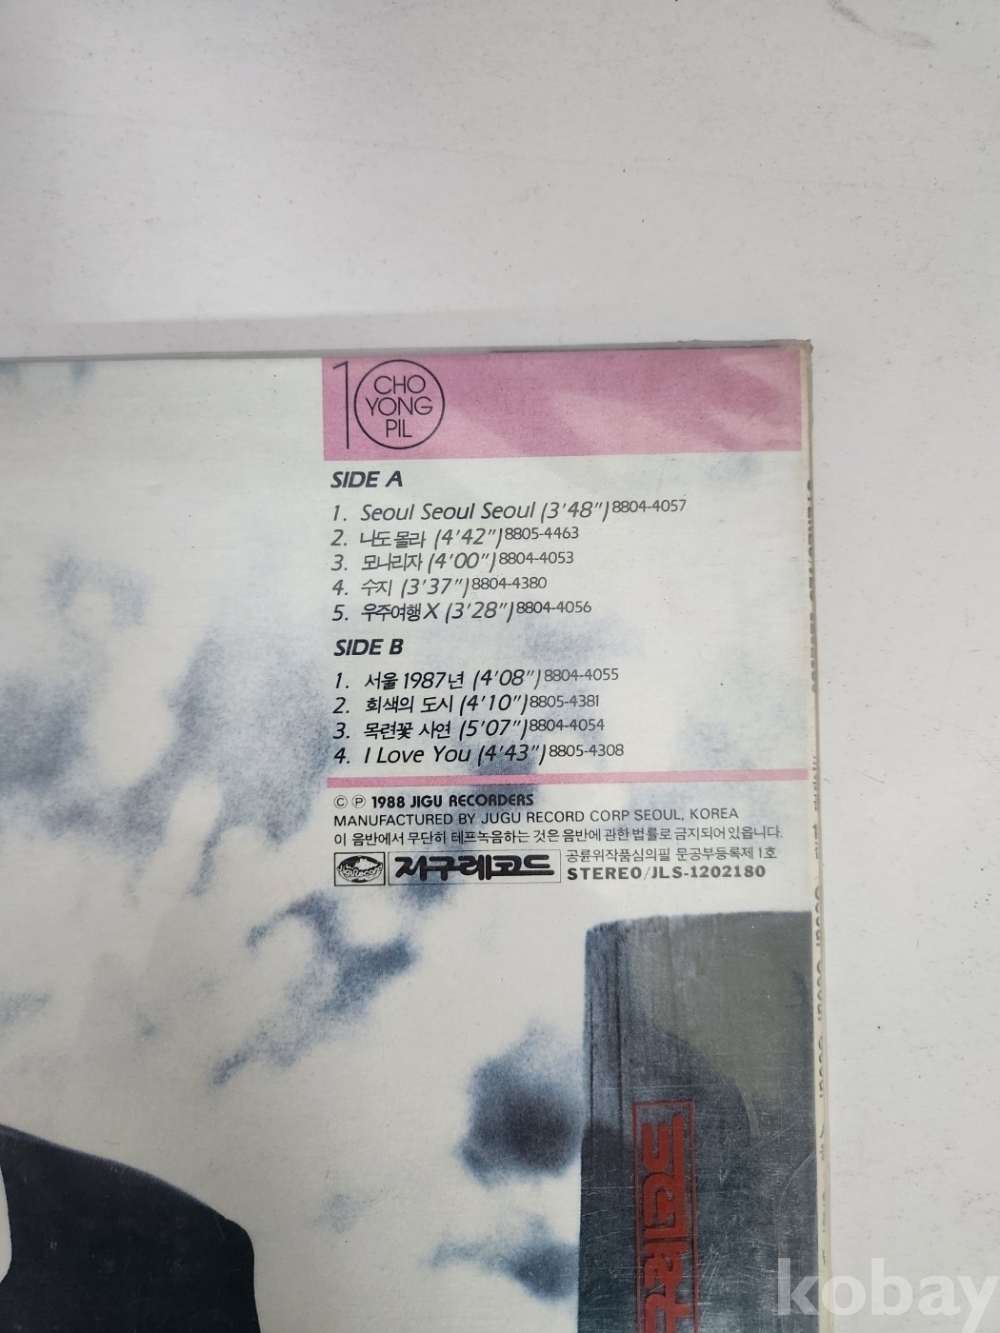 10 CHO
YONG
PIL
SIDE A
1. Seoul Seoul Seoul (3'48") 8804-4057
2. 나도 몰라 (4'42") 8805-4463
3. 모나리자 (4'00") 8804-4053
4. 수지 (3'37") 8804-4380
5. 우주여행 X (3'28") 8804-4056
SIDE B
1. 서울 1987년 (4'08") 8804-4055
2. 회색의 도시 (4'10") 8805-4381
3. 목련꽃 사연 (5'07") 8804-4054
4. I Love You (4'43") 8805-4308
© Ⓟ 1988 JIGU RECORDERS
MANUFACTURED BY JUGU RECORD CORP SEOUL, KOREA
이 음반에서 무단히 테프녹음하는 것은 음반에 관한 법률로 금지되어 있읍니다.
지구레코드 공륜위작품심의필 문공부등록제 1호
STEREO/JLS-1202180
구레코드
kobay